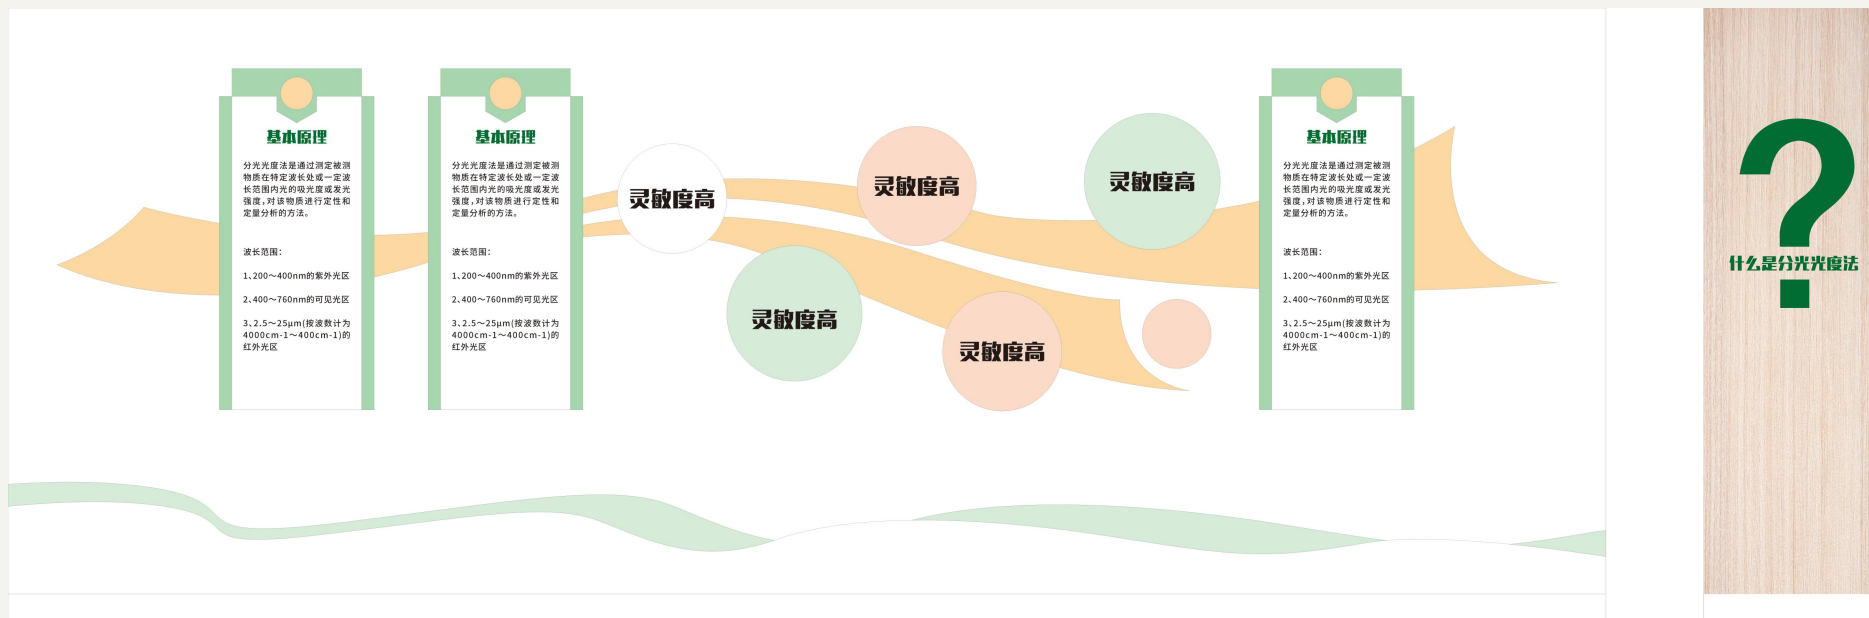 基本原理
分光光度法是通过测定被测
物质在特定波长处或一定波
长范围内光的吸光度或发光
强度，对该物质进行定性和
定量分析的方法。
波长范围：
1、200～400nm的紫外光区
2、400～760nm的可见光区
3、2.5～25μm(按波数计为
4000cm-1～400cm-1)的
红外光区
基本原理
分光光度法是通过测定被测
物质在特定波长处或一定波
长范围内光的吸光度或发光
强度，对该物质进行定性和
定量分析的方法。
波长范围：
1、200～400nm的紫外光区
2、400～760nm的可见光区
3、2.5～25μm(按波数计为
4000cm-1～400cm-1)的
红外光区
灵敏度高
灵敏度高
灵敏度高
灵敏度高
灵敏度高
基本原理
分光光度法是通过测定被测
物质在特定波长处或一定波
长范围内光的吸光度或发光
强度，对该物质进行定性和
定量分析的方法。
波长范围：
1、200～400nm的紫外光区
2、400～760nm的可见光区
3、2.5～25μm(按波数计为
4000cm-1～400cm-1)的
红外光区
?
什么是分光光度法